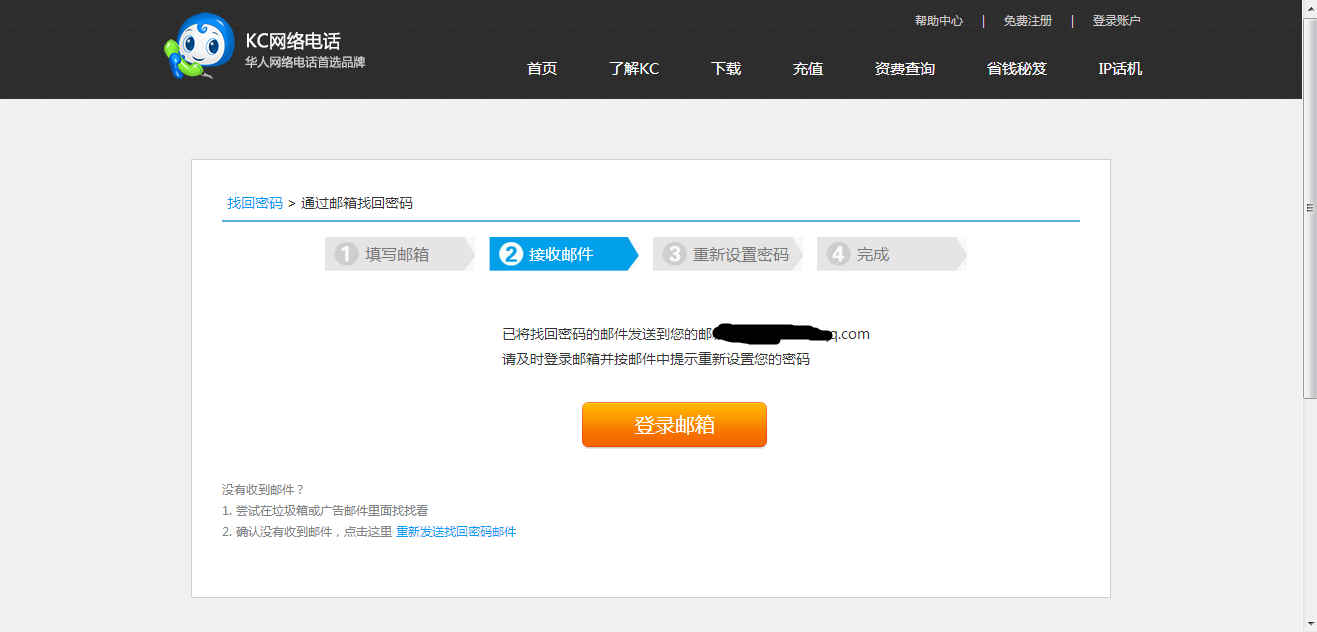 帮助中心 | 免费注册 | 登录账户
KC网络电话
华人网络电话首选品牌
首页 了解KC 下载 充值 资费查询 省钱秘笈 IP话机
找回密码 > 通过邮箱找回密码
1 填写邮箱 2 接收邮件 3 重新设置密码 4 完成
已将找回密码的邮件发送到您的邮 q.com
请及时登录邮箱并按邮件中提示重新设置您的密码
登录邮箱
没有收到邮件？
1. 尝试在垃圾箱或广告邮件里面找找看
2. 确认没有收到邮件，点击这里 重新发送找回密码邮件